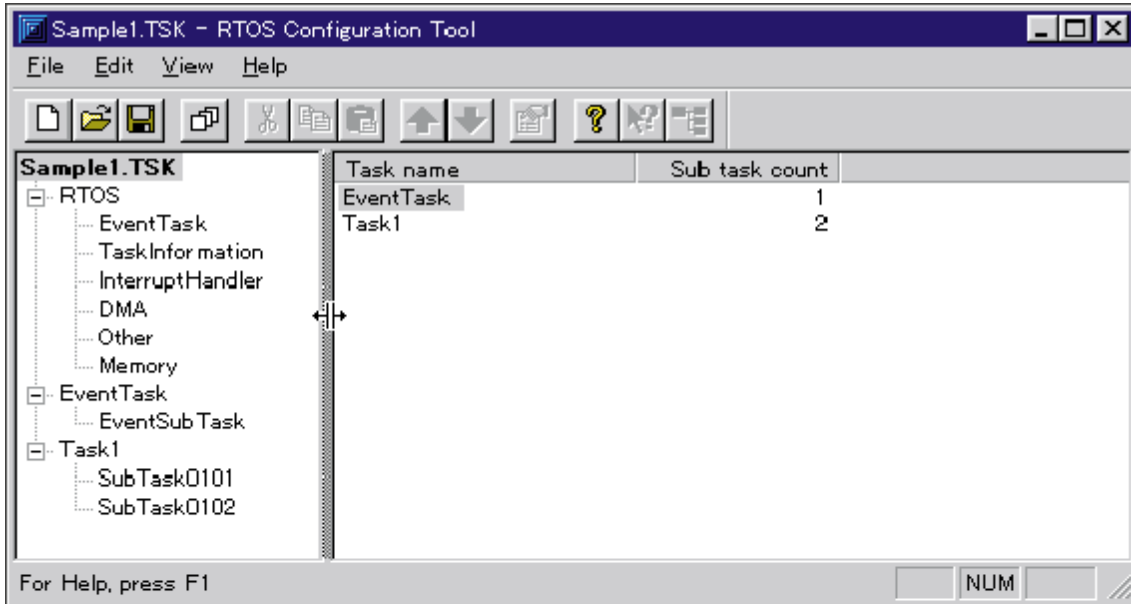 Sample1.TSK - RTOS Configuration Tool
File Edit View Help
Sample1.TSK
RTOS
EventTask
TaskInformation
InterruptHandler
DMA
Other
Memory
EventTask
EventSubTask
Task1
SubTask0101
SubTask0102
Task name Sub task count
EventTask 1
Task1 2
For Help, press F1 NUM